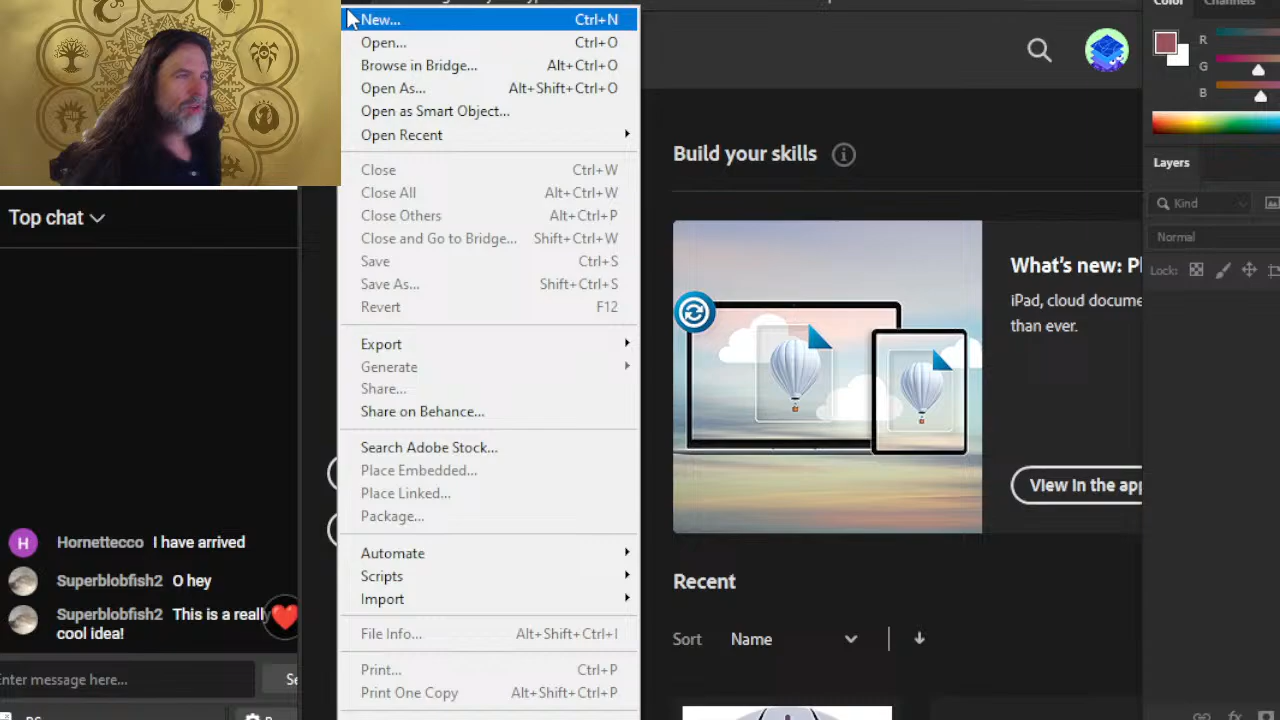 New... Ctrl+N
Open... Ctrl+O
Browse in Bridge... Alt+Ctrl+O
Open As... Alt+Shift+Ctrl+O
Open as Smart Object...
Open Recent
Close Ctrl+W
Close All Alt+Ctrl+W
Close Others Alt+Ctrl+P
Close and Go to Bridge... Shift+Ctrl+W
Save Ctrl+S
Save As... Shift+Ctrl+S
Revert F12
Export
Generate
Share...
Share on Behance...
Search Adobe Stock...
Place Embedded...
Place Linked...
Package...
Automate
Scripts
Import
File Info... Alt+Shift+Ctrl+I
Print... Ctrl+P
Print One Copy Alt+Shift+Ctrl+P
Top chat
H Hornettecco I have arrived
Superblobfish2 O hey
Superblobfish2 This is a really
cool idea!
Enter message here...
Build your skills
What's new:
iPad, cloud docume
than ever.
View in the app
Recent
Sort Name
Color Channels
R
G
B
Layers
Kind
Normal
Lock: